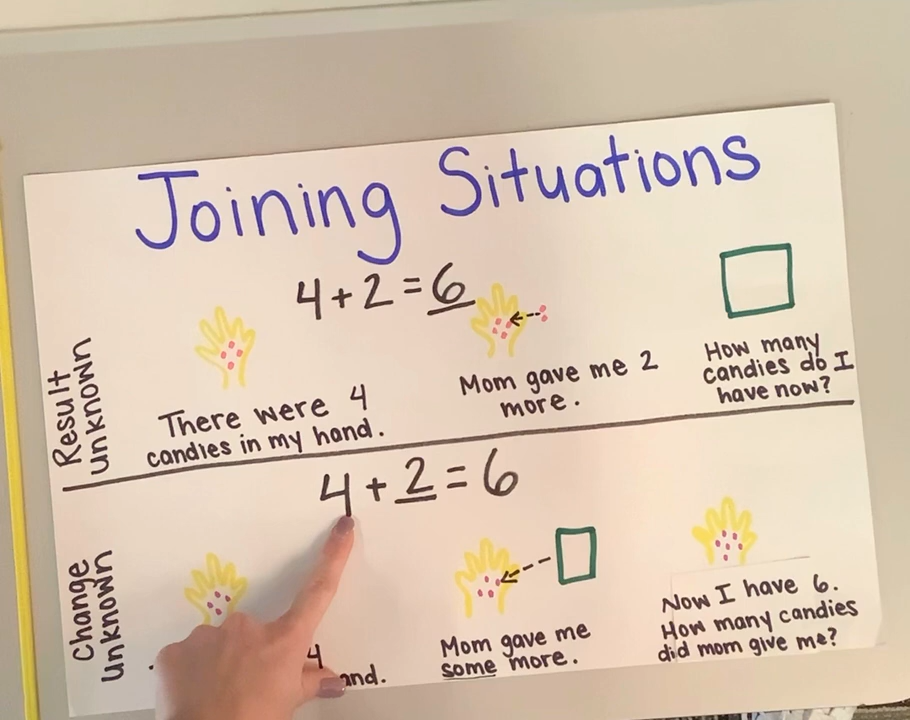 Joining Situations
4 + 2 = 6
Result
Unknown
There were 4
candies in my hand.
Mom gave me 2
more.
How many
candies do I
have now?
4 + 2 = 6
Change
Unknown
4
Mom gave me
some more.
Now I have 6.
How many candies
did mom give me?